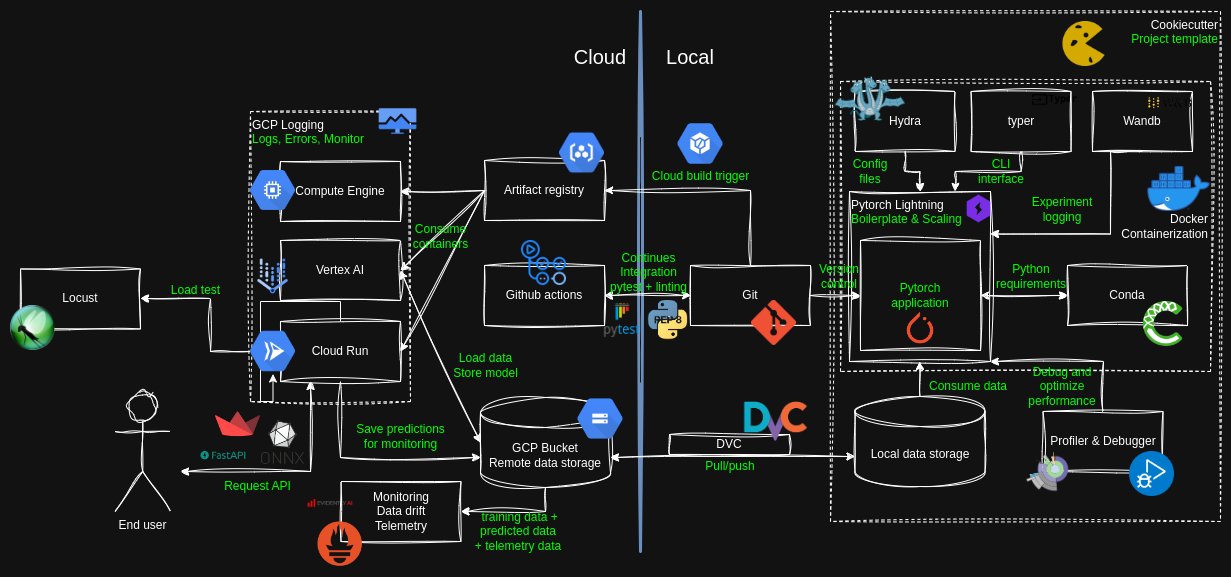 Cloud
Local
Cookiecutter
Project template
Hydra
typer
Typer
Wandb
W&B
GCP Logging
Logs, Errors, Monitor
Compute Engine
Artifact registry
Cloud build trigger
Config
files
CLI
interface
Pytorch Lightning
Boilerplate & Scaling
Experiment
logging
Docker
Containerization
Consume
containers
Vertex AI
Github actions
Continues
Integration
pytest + linting
Git
Version
control
Pytorch
application
Python
requirements
Conda
Locust
Load test
Cloud Run
pytest
PEP 8
Load data
Store model
Debug and
optimize
performance
Consume data
Save predictions
for monitoring
GCP Bucket
Remote data storage
DVC
DVC
Pull/push
Local data storage
Profiler & Debugger
FastAPI
ONNX
Request API
End user
EVIDENTLY AI
Monitoring
Data drift
Telemetry
training data +
predicted data
+ telemetry data